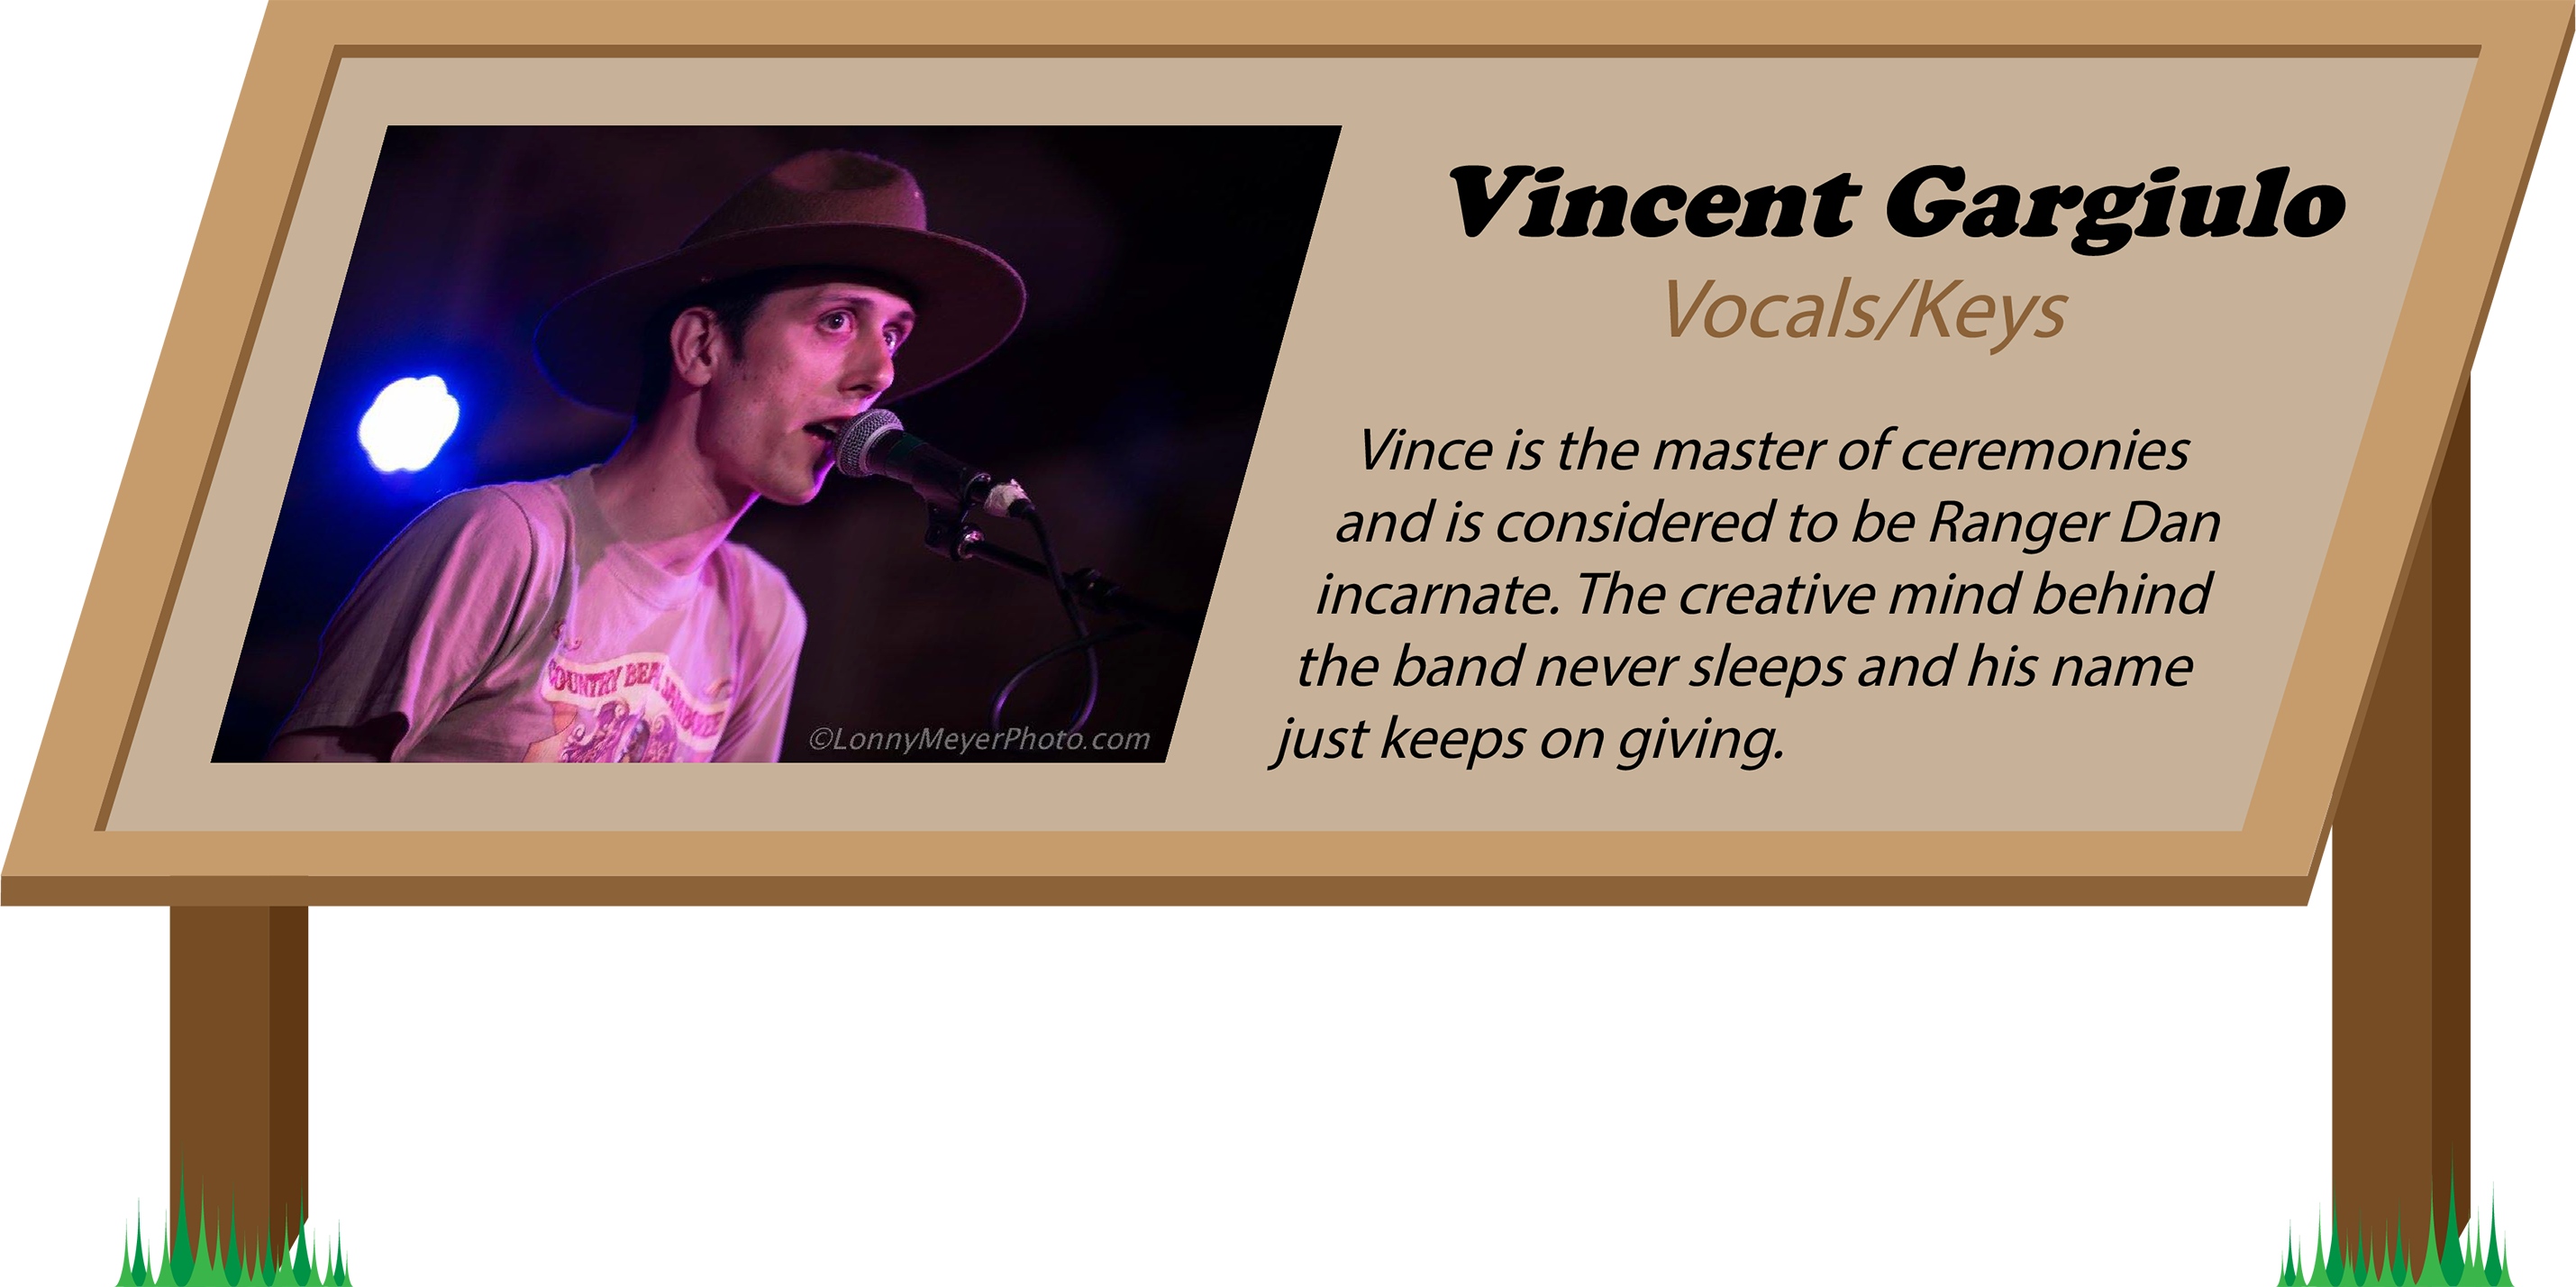 Vincent Gargiulo
Vocals/Keys
Vince is the master of ceremonies
and is considered to be Ranger Dan
incarnate. The creative mind behind
the band never sleeps and his name
just keeps on giving.
COUNTRY BEAR
©LonnyMeyerPhoto.com